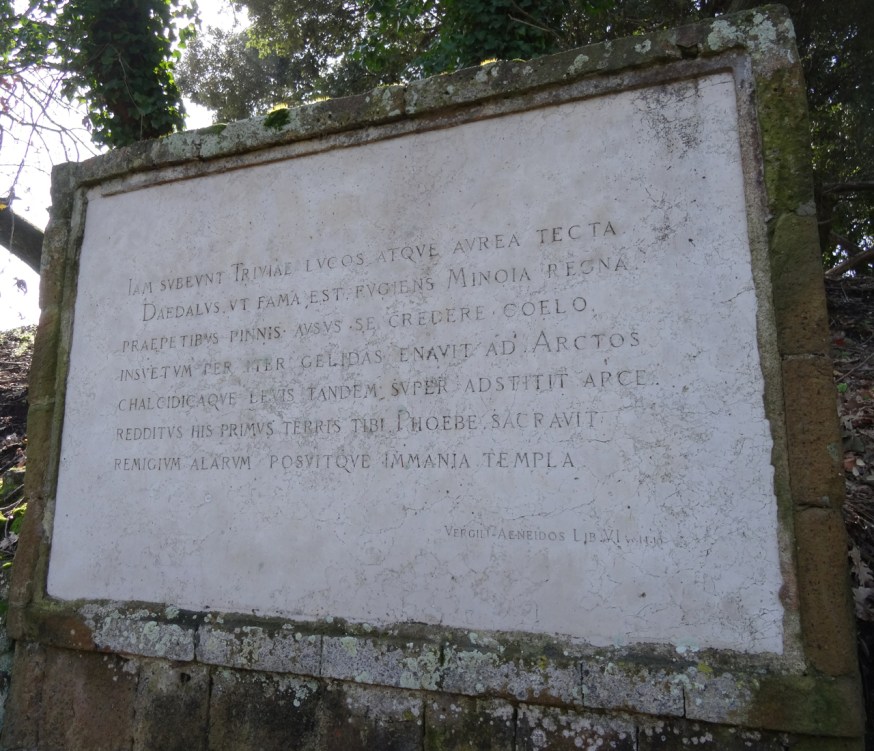 IAM SVBEVNT TRIVIAE LVCOS ATQVE AVREA TECTA
DAEDALVS, VT FAMA EST, FVGIENS MINOIA REGNA
PRAEPETIBVS PINNIS AVSVS SE CREDERE COELO,
INSVETVM PER ITER GELIDAS ENAVIT AD ARCTOS
CHALCIDICAQVE LEVIS TANDEM SVPER ADSTITIT ARCE.
REDDITVS HIS PRIMVS TERRIS TIBI PHOEBE SACRAVIT
REMIGIVM ALARVM POSVITQVE IMMANIA TEMPLA
VERGILI AENEIDOS LIB VI